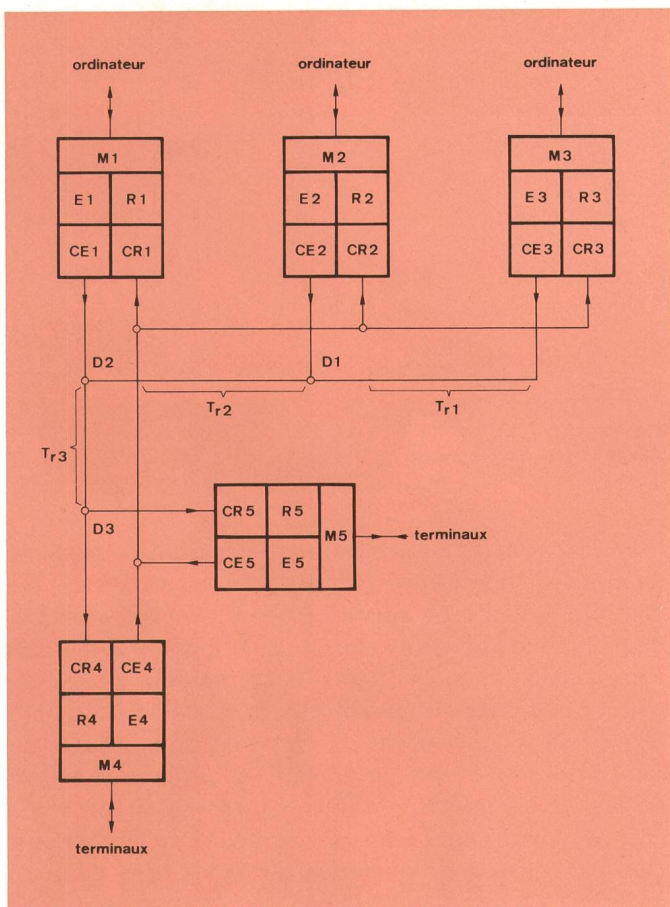 ordinateur ordinateur ordinateur
M1 M2 M3
E1 R1 E2 R2 E3 R3
CE1 CR1 CE2 CR2 CE3 CR3
D2 D1
Tr2 Tr1
Tr3
CR5 R5
M5 terminaux
CE5 E5
D3
CR4 CE4
R4 E4
M4
terminaux